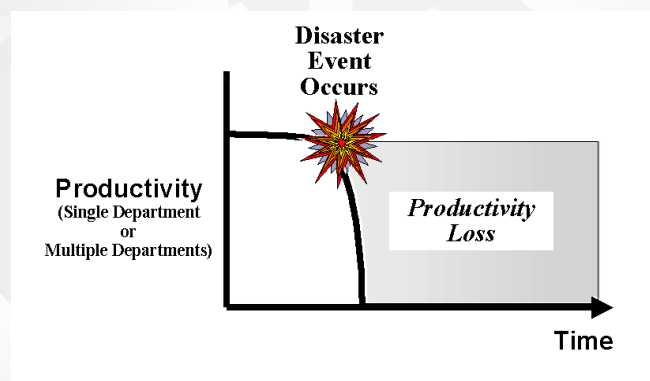 Disaster
Event
Occurs
Productivity
(Single Department
or
Multiple Departments)
Productivity
Loss
Time